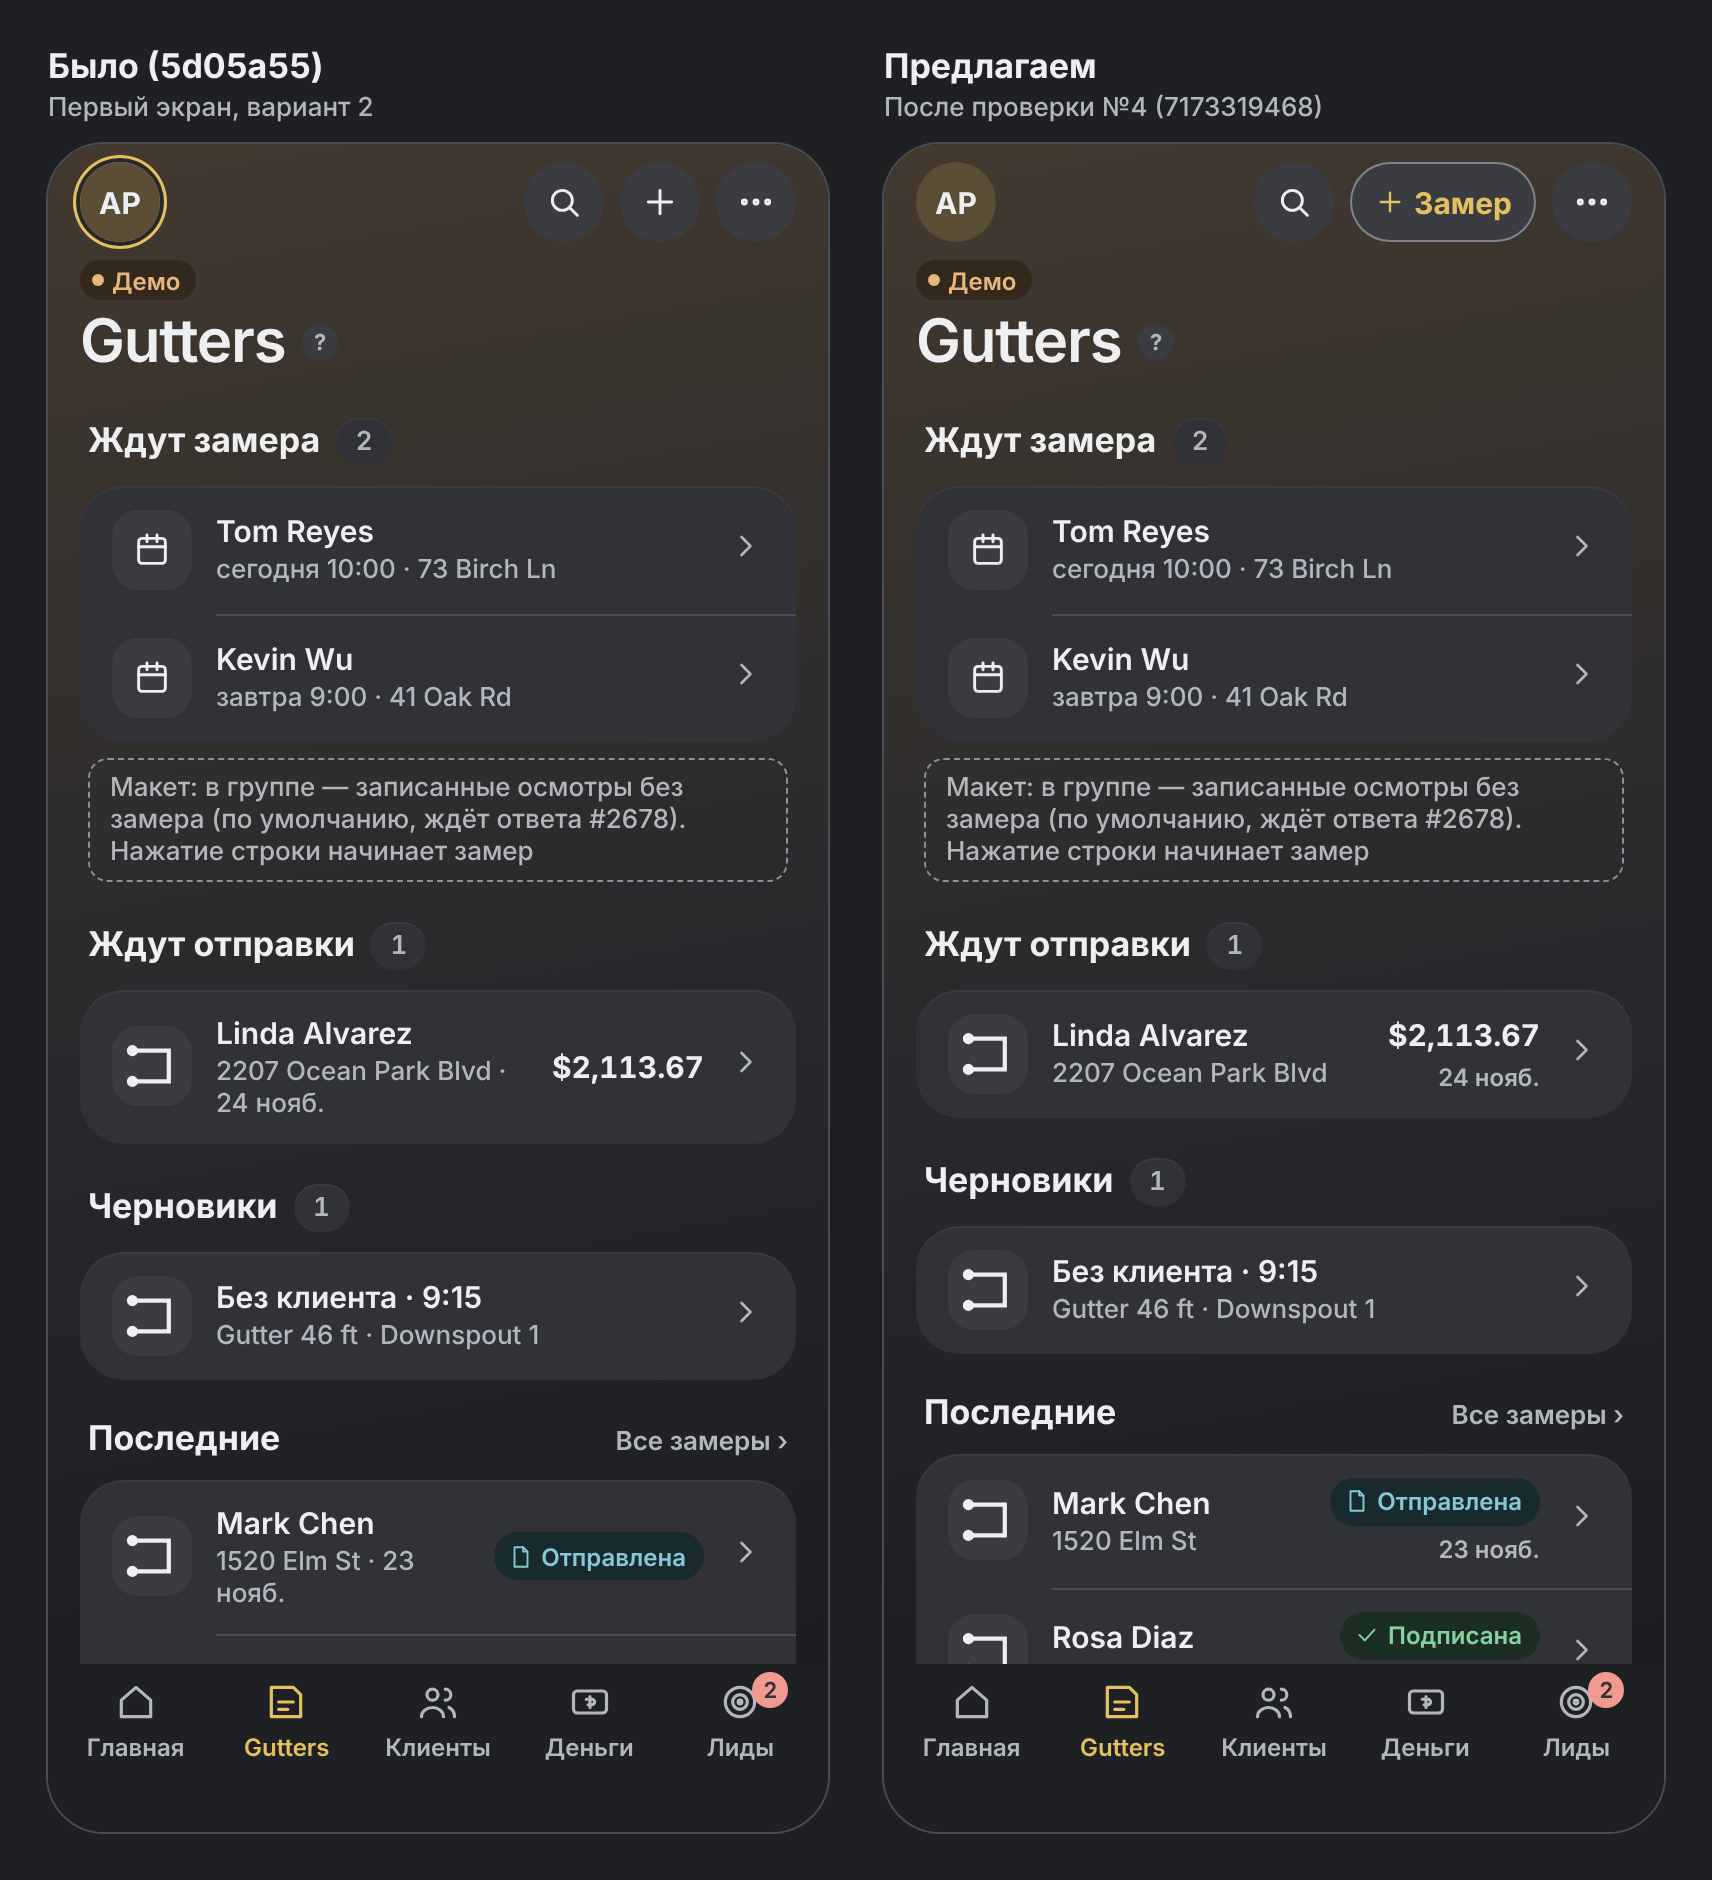 Было (5d05a55)
Первый экран, вариант 2
AP
Демо
Gutters ?
Ждут замера 2
Tom Reyes
сегодня 10:00 · 73 Birch Ln
Kevin Wu
завтра 9:00 · 41 Oak Rd
Макет: в группе — записанные осмотры без
замера (по умолчанию, ждёт ответа #2678).
Нажатие строки начинает замер
Ждут отправки 1
Linda Alvarez
2207 Ocean Park Blvd ·
24 нояб.
$2,113.67
Черновики 1
Без клиента · 9:15
Gutter 46 ft · Downspout 1
Последние
Все замеры ›
Mark Chen
1520 Elm St · 23
нояб.
Отправлена
Главная
Gutters
Клиенты
Деньги
Лиды
2
Предлагаем
После проверки №4 (7173319468)
AP
+ Замер
Демо
Gutters ?
Ждут замера 2
Tom Reyes
сегодня 10:00 · 73 Birch Ln
Kevin Wu
завтра 9:00 · 41 Oak Rd
Макет: в группе — записанные осмотры без
замера (по умолчанию, ждёт ответа #2678).
Нажатие строки начинает замер
Ждут отправки 1
Linda Alvarez
2207 Ocean Park Blvd
$2,113.67
24 нояб.
Черновики 1
Без клиента · 9:15
Gutter 46 ft · Downspout 1
Последние
Все замеры ›
Mark Chen
1520 Elm St
Отправлена
23 нояб.
Rosa Diaz
Подписана
Главная
Gutters
Клиенты
Деньги
Лиды
2